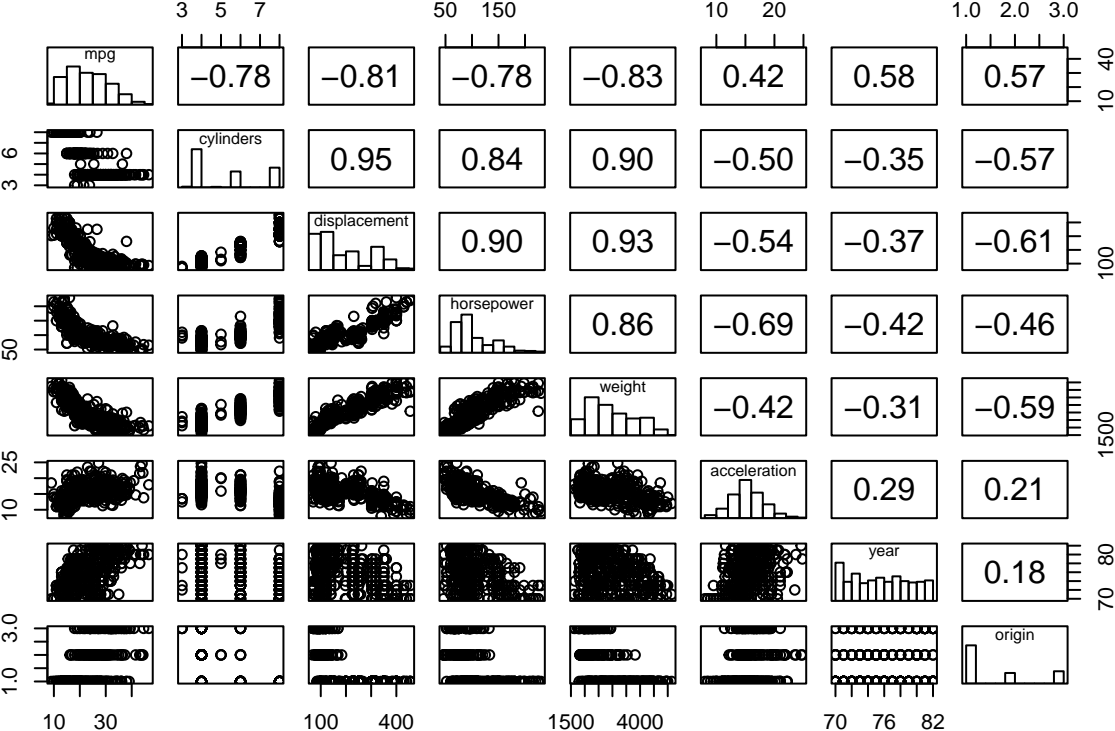 3 5 7 50 150 10 20 1.0 2.0 3.0
mpg −0.78 −0.81 −0.78 −0.83 0.42 0.58 0.57 10 40
3 6 cylinders 0.95 0.84 0.90 −0.50 −0.35 −0.57
displacement 0.90 0.93 −0.54 −0.37 −0.61 100
50 horsepower 0.86 −0.69 −0.42 −0.46
weight −0.42 −0.31 −0.59 1500
10 25 acceleration 0.29 0.21
year 0.18 70 80
1.0 3.0 origin
10 30 100 400 1500 4000 70 76 82